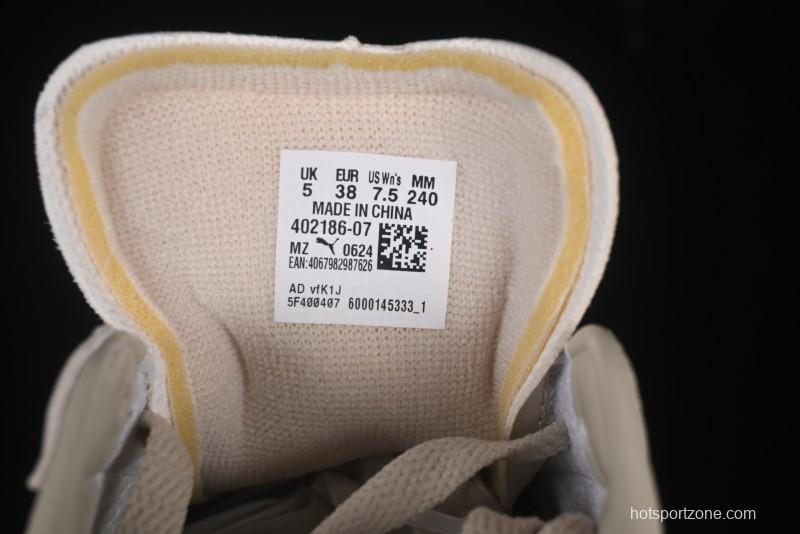 UK EUR US Wn's MM
5 38 7.5 240
MADE IN CHINA
402186-07
MZ 0624
EAN:4067982987626
AD vfK1J
5F400407 6000145333_1
hotsportzone.com